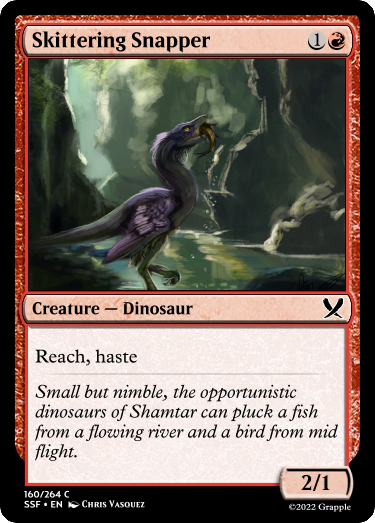 Skittering Snapper 1
Creature — Dinosaur
Reach, haste
Small but nimble, the opportunistic
dinosaurs of Shamtar can pluck a fish
from a flowing river and a bird from mid
flight.
2/1
160/264 C
SSF • EN Chris Vasquez
©2022 Grapple